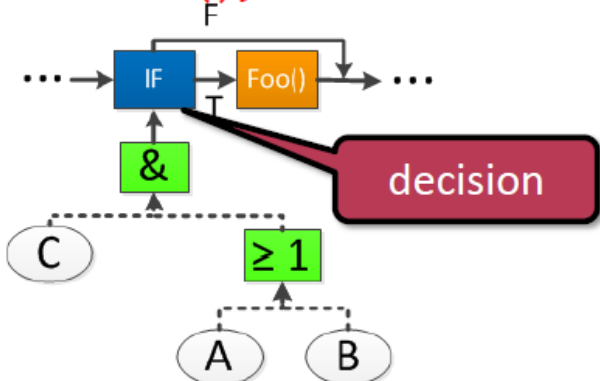 F
... IF Foo() ...
T
& decision
C ≥ 1
A B